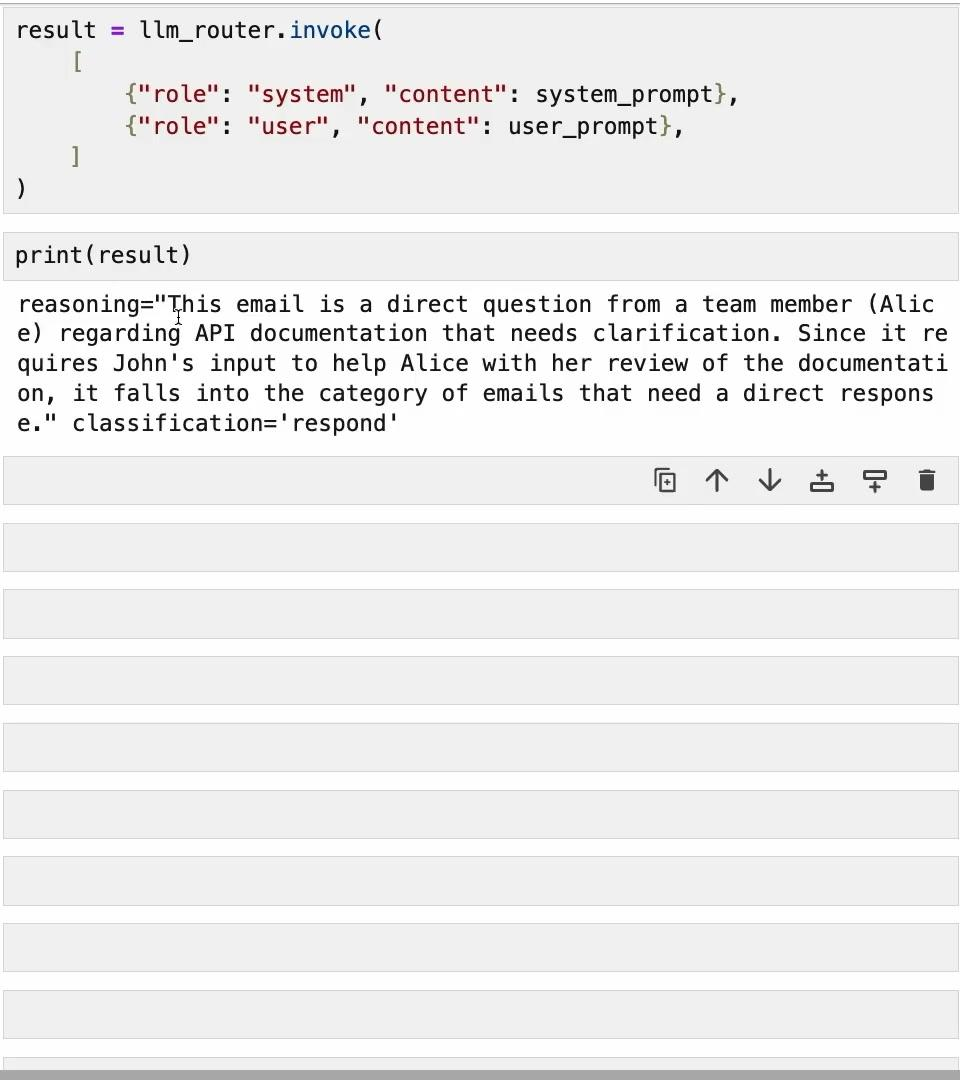 result = llm_router.invoke(
    [
        {"role": "system", "content": system_prompt},
        {"role": "user", "content": user_prompt},
    ]
)
print(result)
reasoning="This email is a direct question from a team member (Alic
e) regarding API documentation that needs clarification. Since it re
quires John's input to help Alice with her review of the documentati
on, it falls into the category of emails that need a direct respons
e." classification='respond'